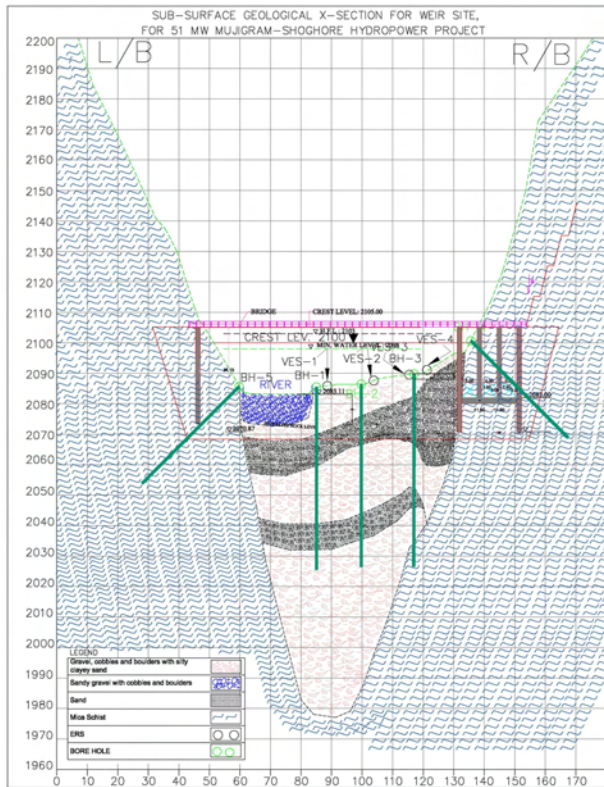 SUB-SURFACE GEOLOGICAL X-SECTION FOR WEIR SITE,
FOR 51 MW MUJIGRAM-SHOGHORE HYDROPOWER PROJECT
L/B
R/B
2200
2190
2180
2170
2160
2150
2140
2130
2120
2110
2100
2090
2080
2070
2060
2050
2040
2030
2020
2010
2000
1990
1980
1970
1960
BRIDGE
CREST LEVEL: 2105.00
CREST LEV. 2100
MIN. WATER LEVEL:
VES-1
VES-2
BH-3
VES-4
BH-5
RIVER
BH-1
BH-2
LEGEND
Gravel, cobbles and boulders with silty
clayey sand
Sandy gravel with cobbles and boulders
Sand
Mica Schist
ERS
BORE HOLE
0 10 20 30 40 50 60 70 80 90 100 110 120 130 140 150 160 170